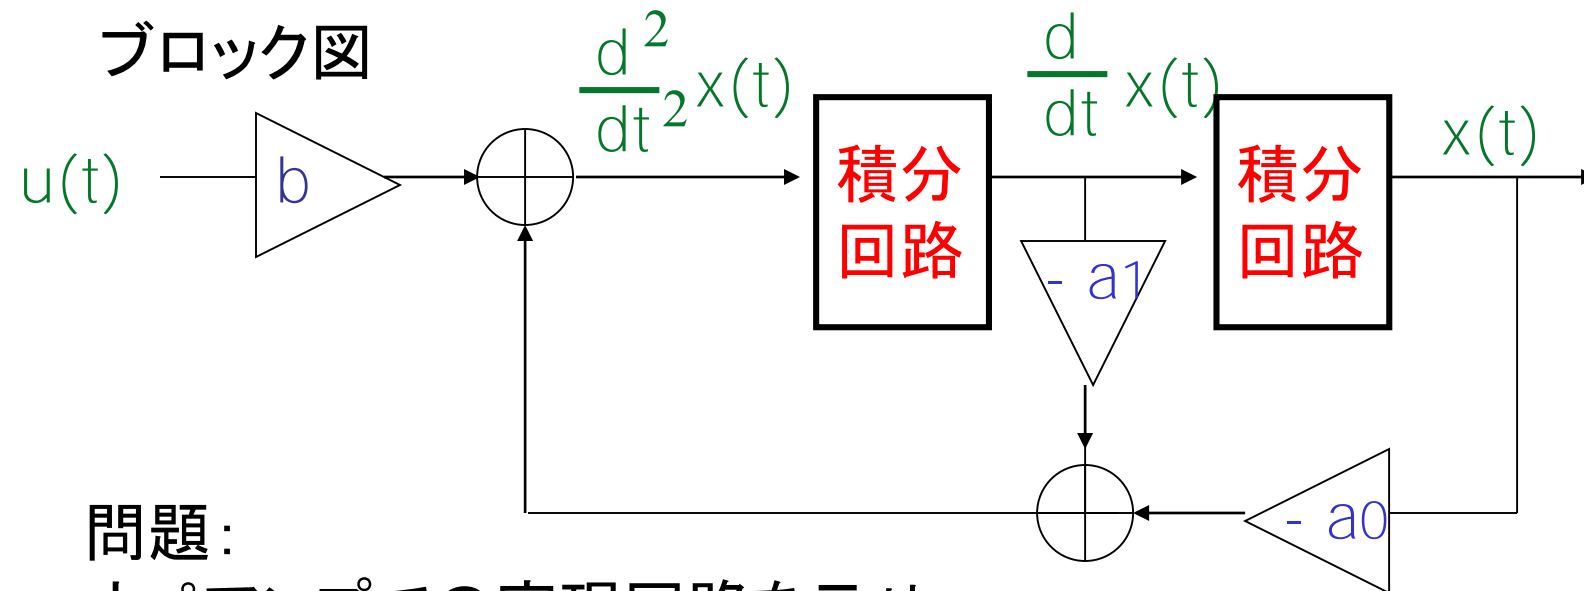 ブロック図
d²/dt² x(t)
d/dt x(t)
x(t)
u(t)
b
積分
回路
積分
回路
- a1
- a0
問題: